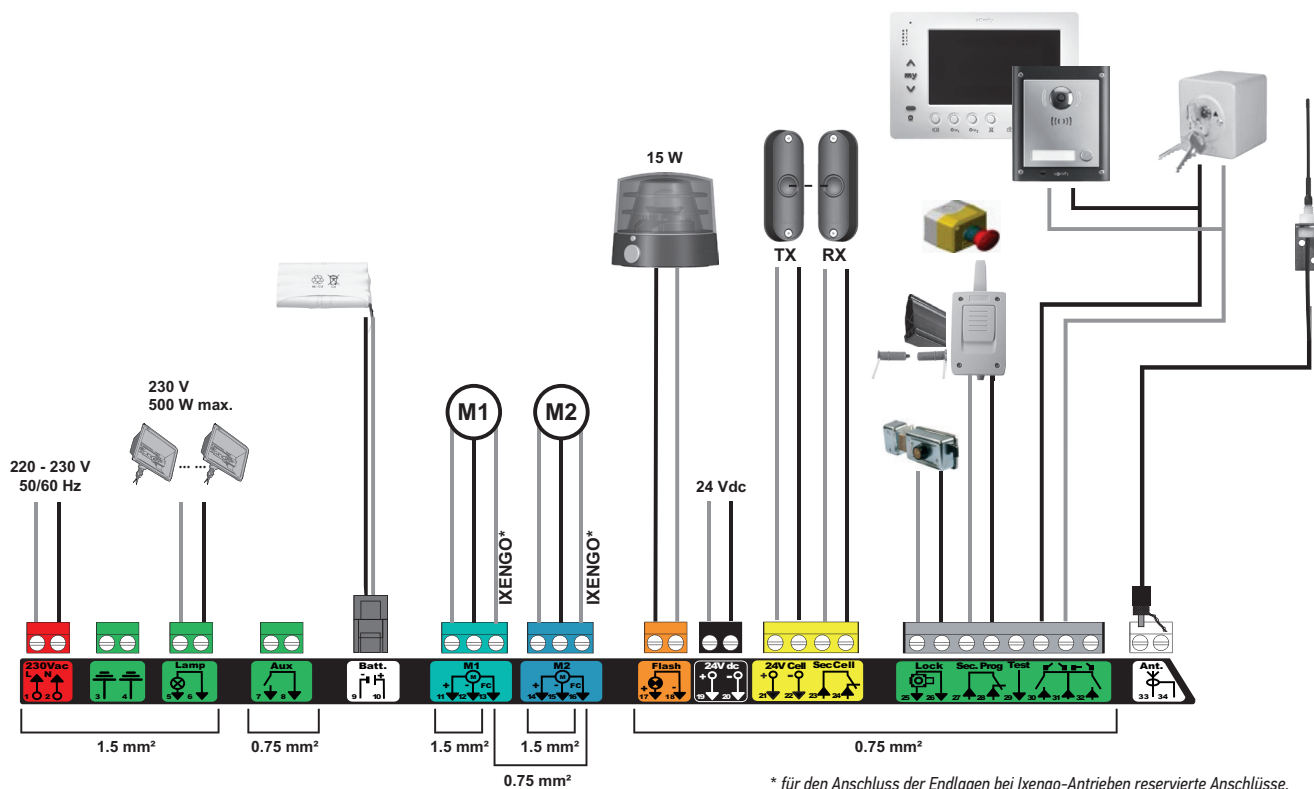 somfy
my
somfy
15 W
TX RX
230 V
500 W max.
M1
M2
220 - 230 V
50/60 Hz
24 Vdc
IXENGO*
IXENGO*
230Vac
L N
1 2
3 4
Lamp
5 6
Aux
7 8
Batt.
- +
9 10
M1
+ - M FC
11 12 13
M2
+ - M FC
14 15 16
Flash
+ -
17 18
24V dc
+ -
19 20
24V Cell Sec Cell
+ -
21 22 23 24
Lock Sec. Prog Test
25 26 27 28 29 30 31 32
Ant.
33 34
1.5 mm²
0.75 mm²
1.5 mm²
1.5 mm²
0.75 mm²
0.75 mm²
* für den Anschluss der Endlagen bei Ixengo-Antrieben reservierte Anschlüsse.